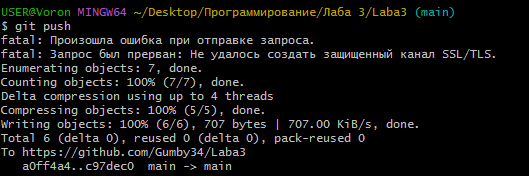 USER@Voron MINGW64 ~/Desktop/Программирование/Лаба 3/Laba3 (main)
$ git push
fatal: Произошла ошибка при отправке запроса.
fatal: Запрос был прерван: Не удалось создать защищенный канал SSL/TLS.
Enumerating objects: 7, done.
Counting objects: 100% (7/7), done.
Delta compression using up to 4 threads
Compressing objects: 100% (5/5), done.
Writing objects: 100% (6/6), 707 bytes | 707.00 KiB/s, done.
Total 6 (delta 0), reused 0 (delta 0), pack-reused 0
To https://github.com/Gumby34/Laba3
   a0ff4a4..c97dec0  main -> main